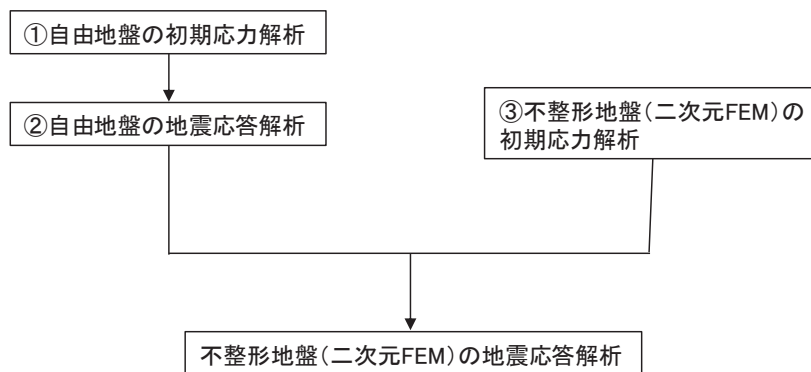 ①自由地盤の初期応力解析
②自由地盤の地震応答解析
③不整形地盤(二次元FEM)の
初期応力解析
不整形地盤(二次元FEM)の地震応答解析